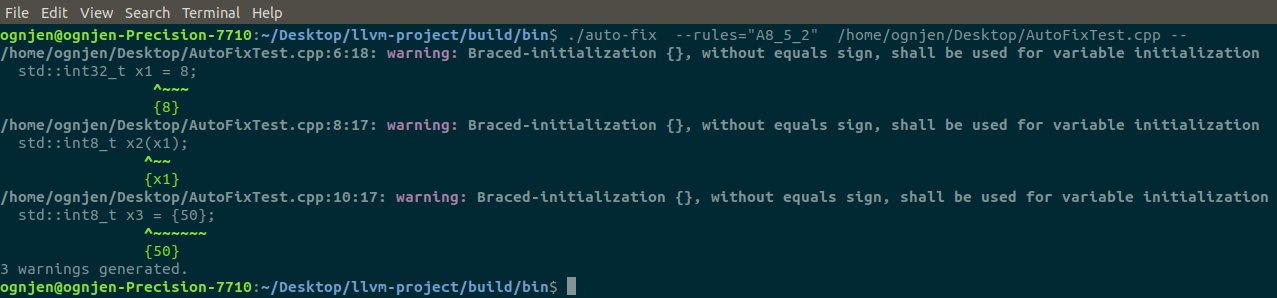 File Edit View Search Terminal Help
ognjen@ognjen-Precision-7710:~/Desktop/llvm-project/build/bin$ ./auto-fix  --rules="A8_5_2"  /home/ognjen/Desktop/AutoFixTest.cpp --
/home/ognjen/Desktop/AutoFixTest.cpp:6:18: warning: Braced-initialization {}, without equals sign, shall be used for variable initialization
  std::int32_t x1 = 8;
                 ^~~~
                 {8}
/home/ognjen/Desktop/AutoFixTest.cpp:8:17: warning: Braced-initialization {}, without equals sign, shall be used for variable initialization
  std::int8_t x2(x1);
                ^~~
                {x1}
/home/ognjen/Desktop/AutoFixTest.cpp:10:17: warning: Braced-initialization {}, without equals sign, shall be used for variable initialization
  std::int8_t x3 = {50};
                ^~~~~~~
                {50}
3 warnings generated.
ognjen@ognjen-Precision-7710:~/Desktop/llvm-project/build/bin$